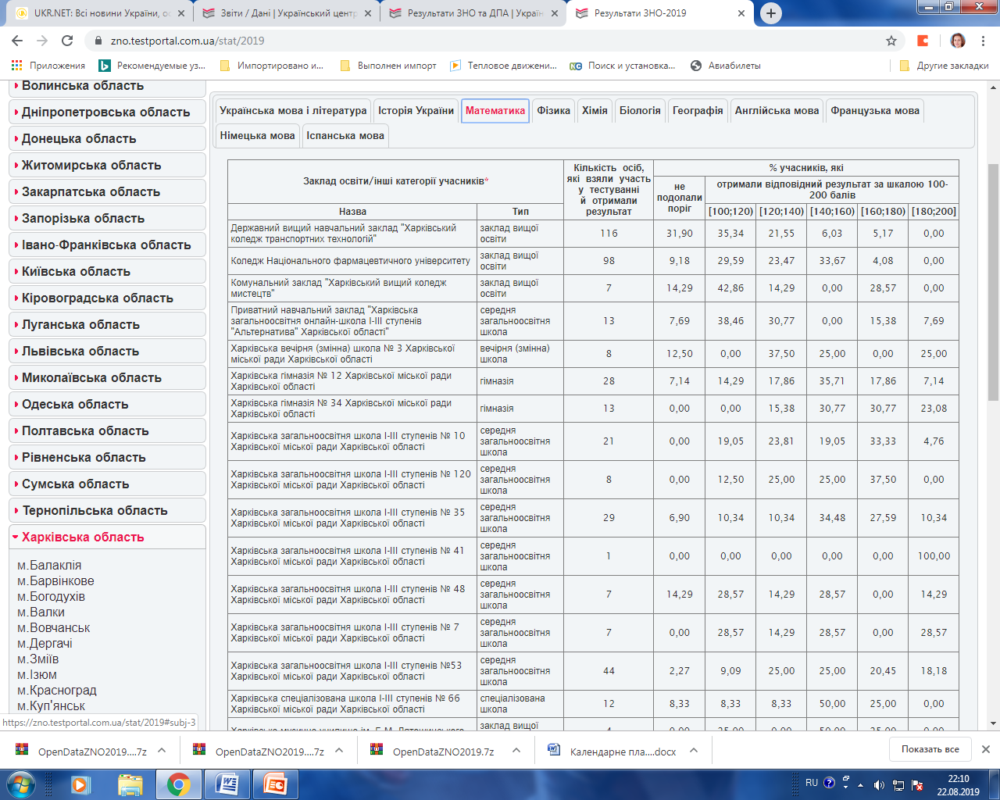 UKR.NET: Всі новини України, ос
Звіти / Дані | Український центр
Результати ЗНО та ДПА | Україн
Результати ЗНО-2019
zno.testportal.com.ua/stat/2019
Приложения
Рекомендуемые уз...
Импортировано и...
Выполнен импорт
Тепловое движени...
Поиск и установка...
Авиабилеты
Другие закладки
Волинська область
Дніпропетровська область
Донецька область
Житомирська область
Закарпатська область
Запорізька область
Івано-Франківська область
Київська область
Кіровоградська область
Луганська область
Львівська область
Миколаївська область
Одеська область
Полтавська область
Рівненська область
Сумська область
Тернопільська область
Харківська область
м.Балаклія
м.Барвінкове
м.Богодухів
м.Валки
м.Вовчанськ
м.Дергачі
м.Зміїв
м.Ізюм
м.Красноград
м.Куп'янськ
https://zno.testportal.com.ua/stat/2019#subj-3
Українська мова і література Історія України Математика Фізика Хімія Біологія Географія Англійська мова Французька мова
Німецька мова Іспанська мова
Заклад освіти/інші категорії учасників*
Назва Тип
Кількість осіб,
які взяли участь
у тестуванні
й отримали
результат
% учасників, які
не
подолали
поріг
отримали відповідний результат за шкалою 100-
200 балів
[100;120) [120;140) [140;160) [160;180) [180;200]
Державний вищий навчальний заклад "Харківський
коледж транспортних технологій"
заклад вищої
освіти
116 31,90 35,34 21,55 6,03 5,17 0,00
Коледж Національного фармацевтичного університету
заклад вищої
освіти
98 9,18 29,59 23,47 33,67 4,08 0,00
Комунальний заклад "Харківський вищий коледж
мистецтв"
заклад вищої
освіти
7 14,29 42,86 14,29 0,00 28,57 0,00
Приватний навчальний заклад "Харківська
загальноосвітня онлайн-школа І-ІІІ ступенів
"Альтернатива" Харківської області"
середня
загальноосвітня
школа
13 7,69 38,46 30,77 0,00 15,38 7,69
Харківська вечірня (змінна) школа № 3 Харківської
міської ради Харківської області
вечірня (змінна)
школа
8 12,50 0,00 37,50 25,00 0,00 25,00
Харківська гімназія № 12 Харківської міської ради
Харківської області
гімназія
28 7,14 14,29 17,86 35,71 17,86 7,14
Харківська гімназія № 34 Харківської міської ради
Харківської області
гімназія
13 0,00 0,00 15,38 30,77 30,77 23,08
Харківська загальноосвітня школа І-ІІІ ступенів № 10
Харківської міської ради Харківської області
середня
загальноосвітня
школа
21 0,00 19,05 23,81 19,05 33,33 4,76
Харківська загальноосвітня школа І-ІІІ ступенів № 120
Харківської міської ради Харківської області
середня
загальноосвітня
школа
8 0,00 12,50 25,00 25,00 37,50 0,00
Харківська загальноосвітня школа І-ІІІ ступенів № 35
Харківської міської ради Харківської області
середня
загальноосвітня
школа
29 6,90 10,34 10,34 34,48 27,59 10,34
Харківська загальноосвітня школа І-ІІІ ступенів № 41
Харківської міської ради Харківської області
середня
загальноосвітня
школа
1 0,00 0,00 0,00 0,00 0,00 100,00
Харківська загальноосвітня школа І-ІІІ ступенів № 48
Харківської міської ради Харківської області
середня
загальноосвітня
школа
7 14,29 28,57 14,29 28,57 0,00 14,29
Харківська загальноосвітня школа І-ІІІ ступенів № 7
Харківської міської ради Харківської області
середня
загальноосвітня
школа
7 0,00 28,57 14,29 28,57 0,00 28,57
Харківська загальноосвітня школа І-ІІІ ступенів №53
Харківської міської ради Харківської області
середня
загальноосвітня
школа
44 2,27 9,09 25,00 25,00 20,45 18,18
Харківська спеціалізована школа І-ІІІ ступенів № 66
Харківської міської ради Харківської області
спеціалізована
школа
12 8,33 8,33 8,33 50,00 25,00 0,00
заклад вищої
OpenDataZNO2019....7z
OpenDataZNO2019....7z
OpenDataZNO2019.7z
Календарне пла....docx
Показать все
RU
22:10
22.08.2019